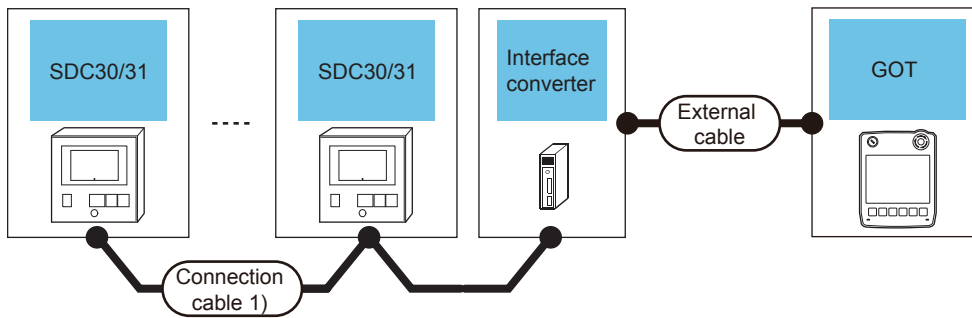 SDC30/31
SDC30/31
Interface
converter
GOT
External
cable
Connection
cable 1)